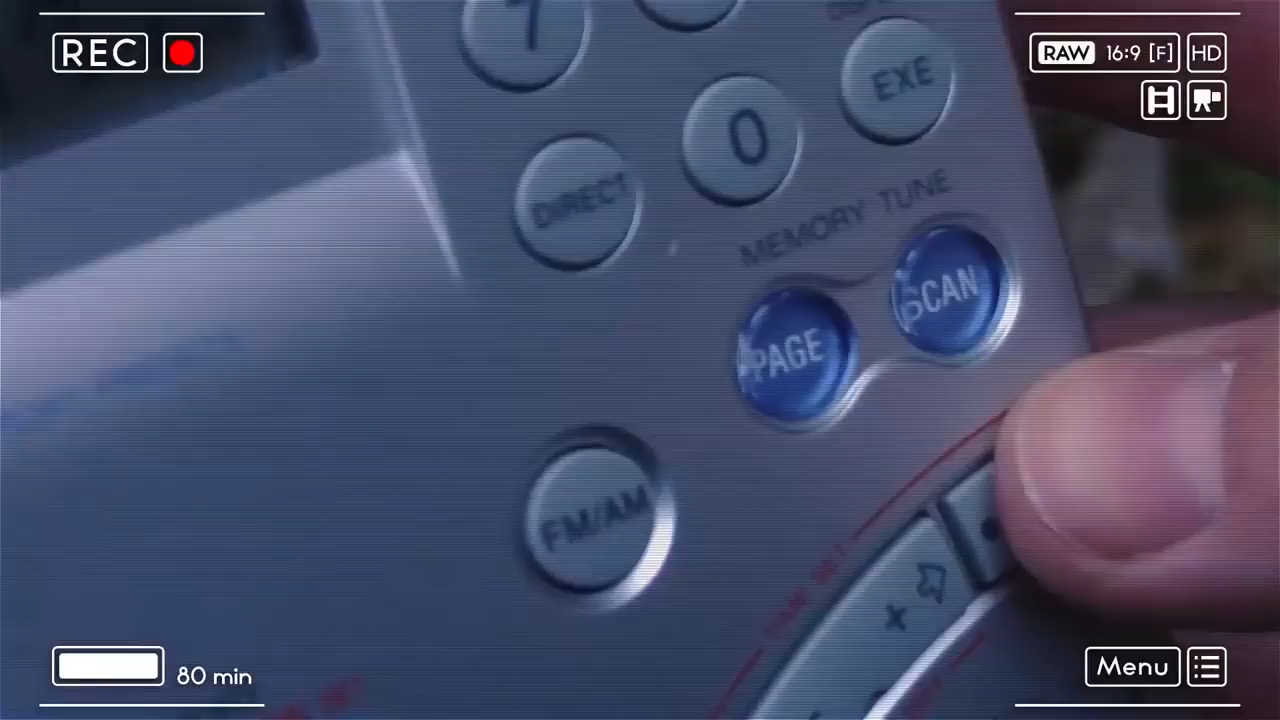 REC
RAW 16:9 [F] HD
7
EXE
0
DIRECT
MEMORY TUNE
SCAN
PAGE
FM/AM
+
80 min
Menu